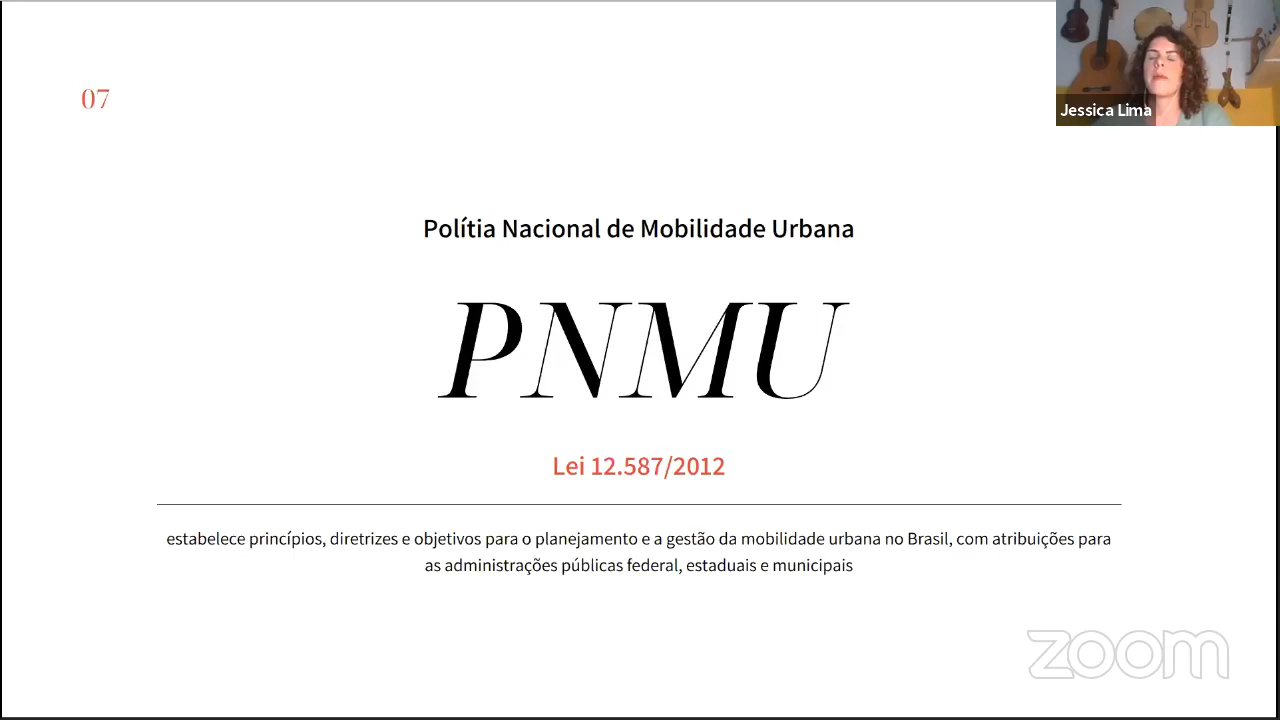 07
Jessica Lima
Polítia Nacional de Mobilidade Urbana
PNMU
Lei 12.587/2012
estabelece princípios, diretrizes e objetivos para o planejamento e a gestão da mobilidade urbana no Brasil, com atribuições para
as administrações públicas federal, estaduais e municipais
zoom